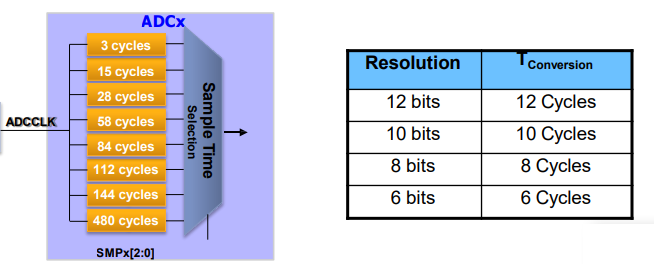 ADCx
3 cycles
15 cycles
28 cycles
58 cycles
84 cycles
112 cycles
144 cycles
480 cycles
ADCCLK
Sample Time
Selection
SMPx[2:0]
Resolution TConversion
12 bits 12 Cycles
10 bits 10 Cycles
8 bits 8 Cycles
6 bits 6 Cycles